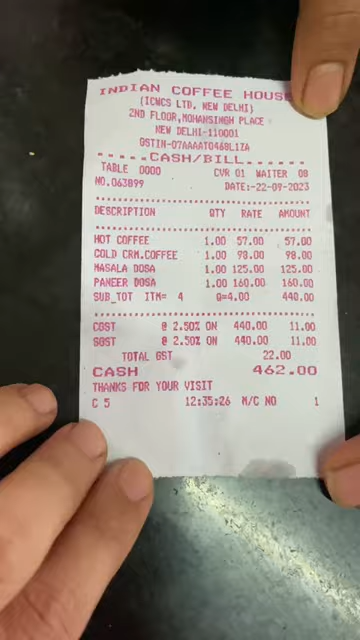 INDIAN COFFEE HOUS
(ICWCS LTD, NEW DELHI)
2ND FLOOR,MOHANSINGH PLACE
NEW DELHI-110001
GSTIN-07AAAAT0469L1ZA
CASH/BILL
TABLE 0000 CVR 01 WAITER 08
NO.063899 DATE:-22-09-2023
DESCRIPTION QTY RATE AMOUNT
HOT COFFEE 1.00 57.00 57.00
COLD CRM.COFFEE 1.00 98.00 98.00
MASALA DOSA 1.00 125.00 125.00
PANEER DOSA 1.00 160.00 160.00
SUB_TOT ITM= 4 Q=4.00 440.00
CGST @ 2.50% ON 440.00 11.00
SGST @ 2.50% ON 440.00 11.00
TOTAL GST 22.00
CASH 462.00
THANKS FOR YOUR VISIT
C 5 12:35:26 M/C NO 1